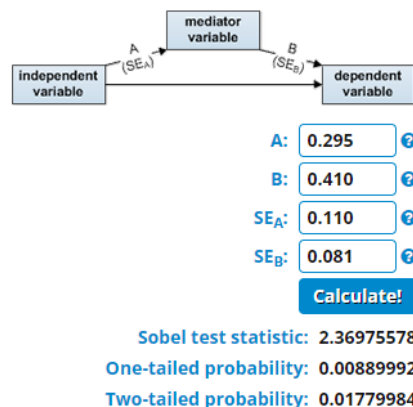 mediator
variable
A
(SEA)
B
(SEB)
independent
variable
dependent
variable
A: 0.295 ?
B: 0.410 ?
SEA: 0.110 ?
SEB: 0.081 ?
Calculate!
Sobel test statistic: 2.36975578
One-tailed probability: 0.00889992
Two-tailed probability: 0.01779984